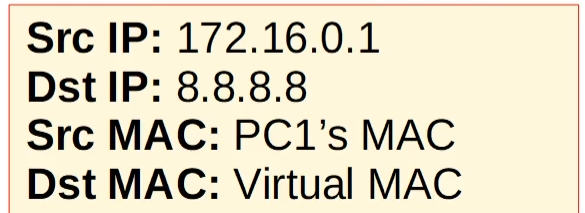 Src IP: 172.16.0.1
Dst IP: 8.8.8.8
Src MAC: PC1’s MAC
Dst MAC: Virtual MAC